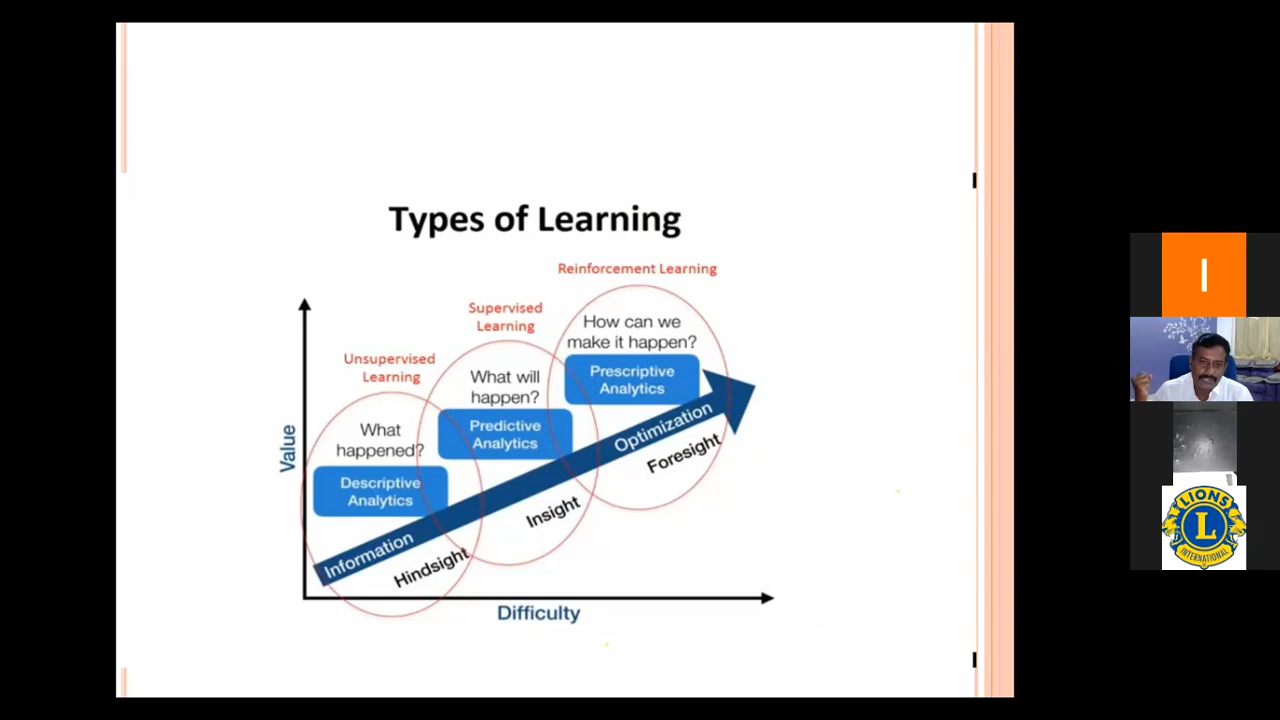 Types of Learning
Reinforcement Learning
Supervised
Learning
How can we
make it happen?
Prescriptive
Analytics
Unsupervised
Learning
What will
happen?
Predictive
Analytics
What
happened?
Descriptive
Analytics
Value
Information
Optimization
Hindsight
Insight
Foresight
Difficulty
I
LIONS
L
INTERNATIONAL